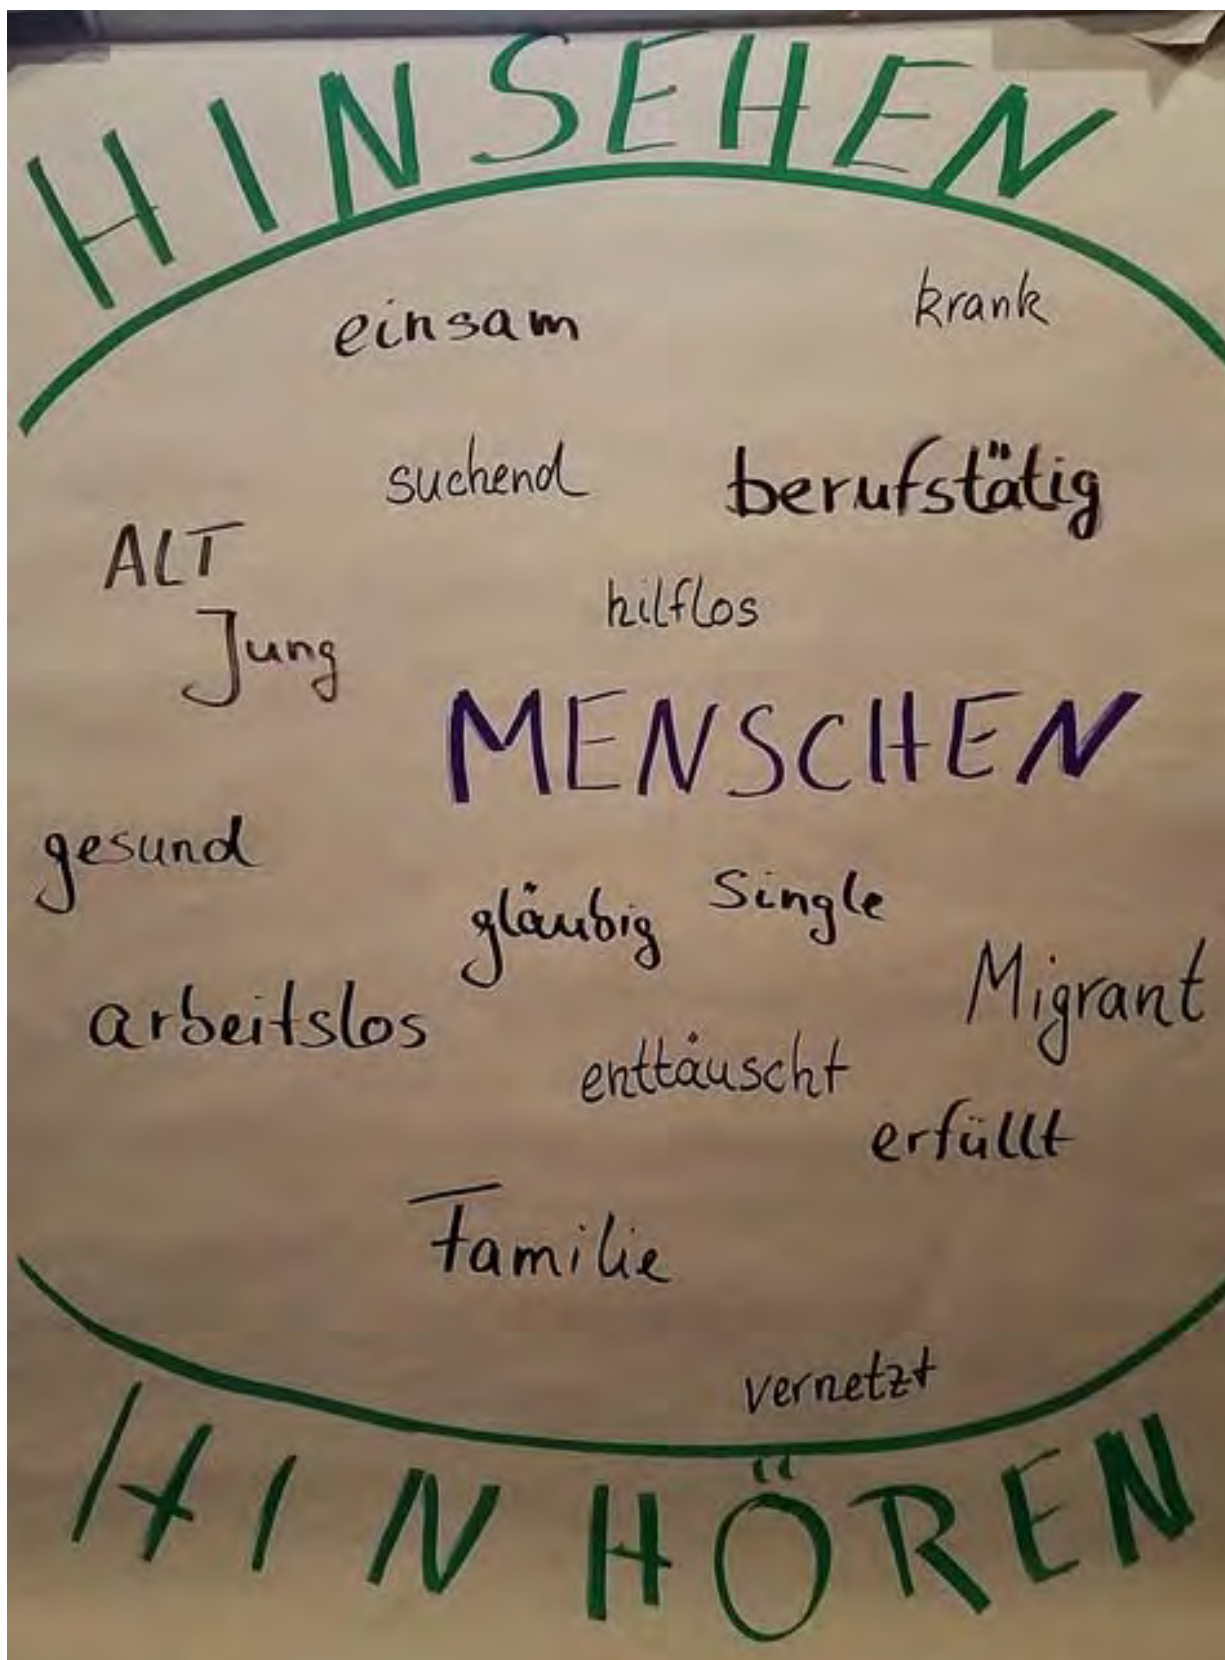 HINSEHEN
einsam
krank
suchend
berufstätig
ALT
Jung
hilflos
MENSCHEN
gesund
gläubig
Single
Migrant
arbeitslos
enttäuscht
erfüllt
Familie
vernetzt
HINHÖREN